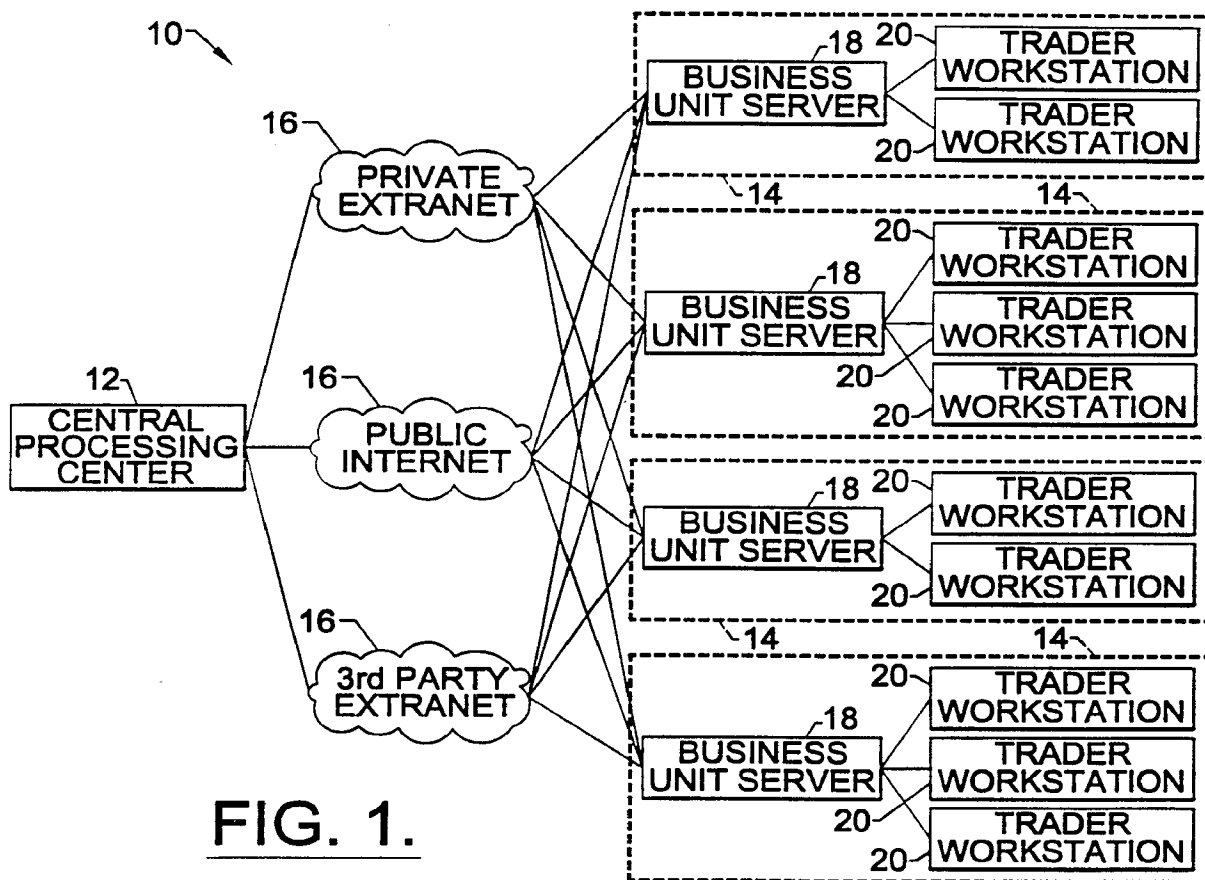 10
16
PRIVATE
EXTRANET
12
CENTRAL
PROCESSING
CENTER
16
PUBLIC
INTERNET
16
3rd PARTY
EXTRANET
18
BUSINESS
UNIT SERVER
20
TRADER
WORKSTATION
20
TRADER
WORKSTATION
14
14
18
BUSINESS
UNIT SERVER
20
TRADER
WORKSTATION
20
TRADER
WORKSTATION
20
TRADER
WORKSTATION
18
BUSINESS
UNIT SERVER
20
TRADER
WORKSTATION
20
TRADER
WORKSTATION
14
14
18
BUSINESS
UNIT SERVER
20
TRADER
WORKSTATION
20
TRADER
WORKSTATION
20
TRADER
WORKSTATION
FIG. 1.